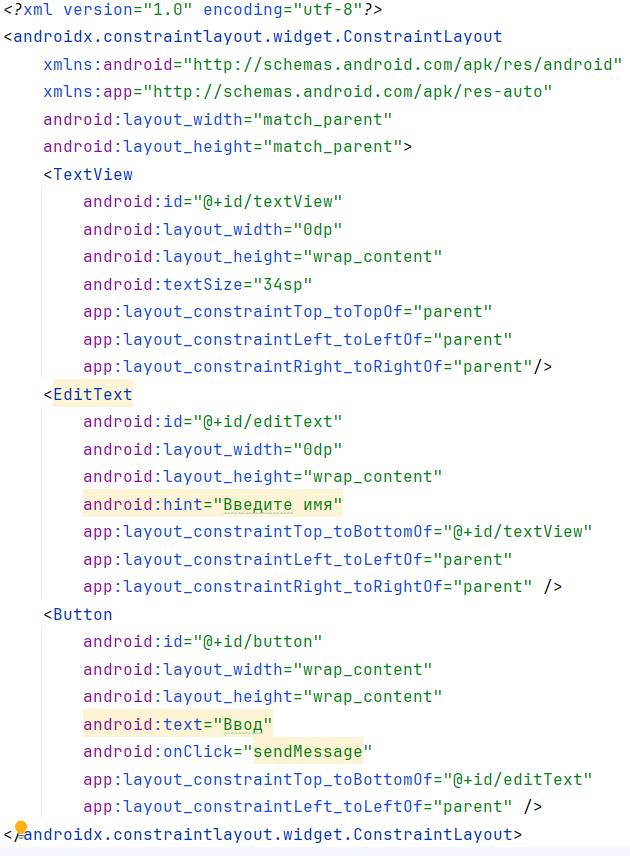 <?xml version="1.0" encoding="utf-8"?>
<androidx.constraintlayout.widget.ConstraintLayout
    xmlns:android="http://schemas.android.com/apk/res/android"
    xmlns:app="http://schemas.android.com/apk/res-auto"
    android:layout_width="match_parent"
    android:layout_height="match_parent">
    <TextView
        android:id="@+id/textView"
        android:layout_width="0dp"
        android:layout_height="wrap_content"
        android:textSize="34sp"
        app:layout_constraintTop_toTopOf="parent"
        app:layout_constraintLeft_toLeftOf="parent"
        app:layout_constraintRight_toRightOf="parent"/>
    <EditText
        android:id="@+id/editText"
        android:layout_width="0dp"
        android:layout_height="wrap_content"
        android:hint="Введите имя"
        app:layout_constraintTop_toBottomOf="@+id/textView"
        app:layout_constraintLeft_toLeftOf="parent"
        app:layout_constraintRight_toRightOf="parent" />
    <Button
        android:id="@+id/button"
        android:layout_width="wrap_content"
        android:layout_height="wrap_content"
        android:text="Ввод"
        android:onClick="sendMessage"
        app:layout_constraintTop_toBottomOf="@+id/editText"
        app:layout_constraintLeft_toLeftOf="parent" />
</androidx.constraintlayout.widget.ConstraintLayout>